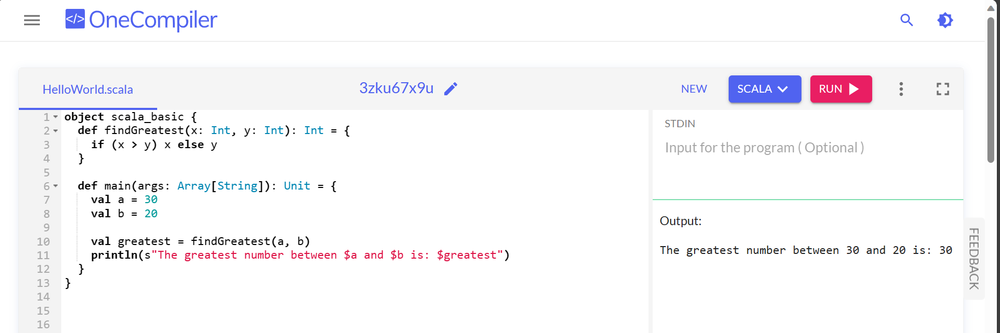 </> OneCompiler
HelloWorld.scala
3zku67x9u
NEW
SCALA
RUN
1 object scala_basic {
2   def findGreatest(x: Int, y: Int): Int = {
3     if (x > y) x else y
4   }
5
6   def main(args: Array[String]): Unit = {
7     val a = 30
8     val b = 20
9
10     val greatest = findGreatest(a, b)
11     println(s"The greatest number between $a and $b is: $greatest")
12   }
13 }
14
15
16
STDIN
Input for the program ( Optional )
Output:
The greatest number between 30 and 20 is: 30
FEEDBACK